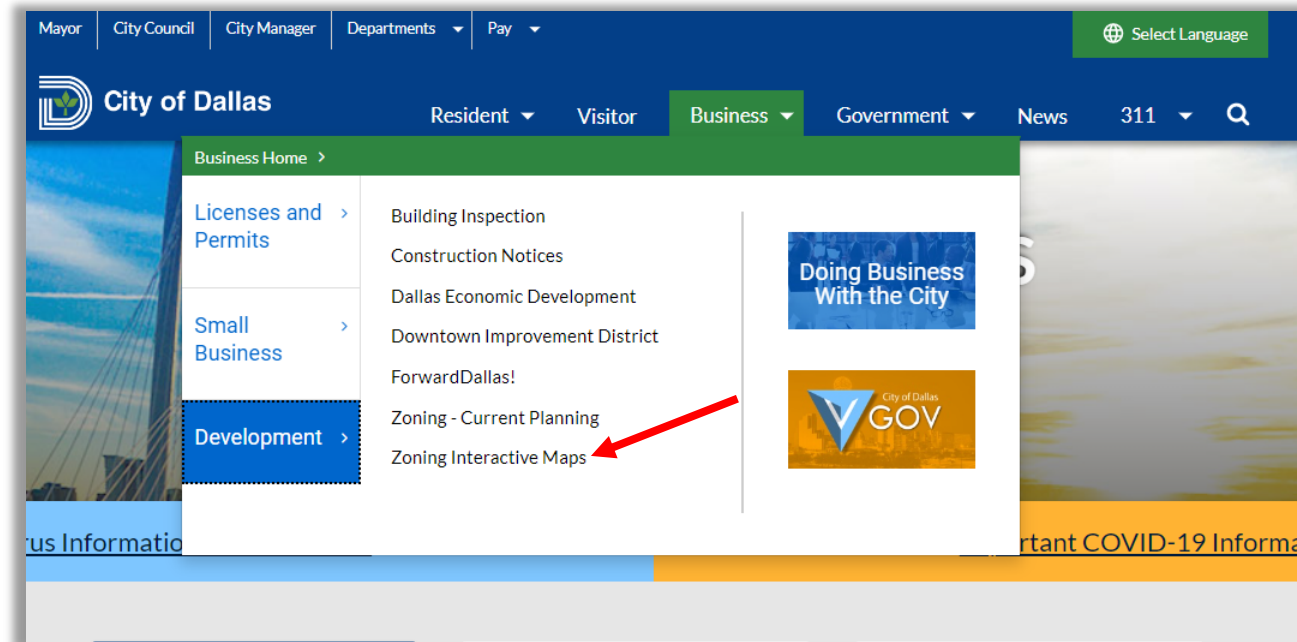 Mayor City Council City Manager Departments Pay
Select Language
City of Dallas
Resident Visitor Business Government News 311
Business Home >
Licenses and >
Permits
Small >
Business
Development >
Building Inspection
Construction Notices
Dallas Economic Development
Downtown Improvement District
ForwardDallas!
Zoning - Current Planning
Zoning Interactive Maps
Doing Business
With the City
City of Dallas
GOV
S
rus Informatio
rtant COVID-19 Informa